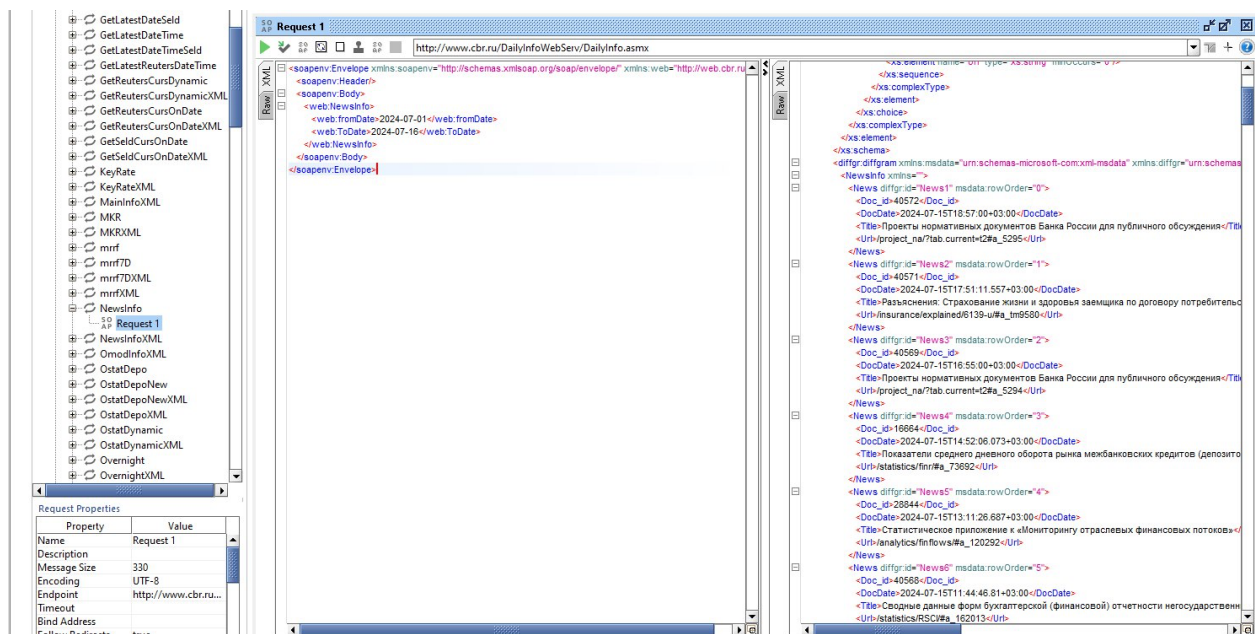 GetLatestDateSeld
GetLatestDateTime
GetLatestDateTimeSeld
GetLatestReutersDateTime
GetReutersCursDynamic
GetReutersCursDynamicXML
GetReutersCursOnDate
GetReutersCursOnDateXML
GetSeldCursOnDate
GetSeldCursOnDateXML
KeyRate
KeyRateXML
MainInfoXML
MKR
MKRXML
mrrf
mrrf7D
mrrf7DXML
mrrfXML
NewsInfo
SOAP Request 1
NewsInfoXML
OmodInfoXML
OstatDepo
OstatDepoNew
OstatDepoNewXML
OstatDepoXML
OstatDynamic
OstatDynamicXML
Overnight
OvernightXML
Request Properties
Property Value
Name Request 1
Description
Message Size 330
Encoding UTF-8
Endpoint http://www.cbr.ru...
Timeout
Bind Address
Follow Redirects true
SOAP Request 1
http://www.cbr.ru/DailyInfoWebServ/DailyInfo.asmx
XML
Raw
<soapenv:Envelope xmlns:soapenv="http://schemas.xmlsoap.org/soap/envelope/" xmlns:web="http://web.cbr.ru
<soapenv:Header/>
<soapenv:Body>
<web:NewsInfo>
<web:fromDate>2024-07-01</web:fromDate>
<web:ToDate>2024-07-16</web:ToDate>
</web:NewsInfo>
</soapenv:Body>
</soapenv:Envelope>
XML
Raw
<xs:element name="Url" type="xs:string" minOccurs="0"/>
</xs:sequence>
</xs:complexType>
</xs:element>
</xs:choice>
</xs:complexType>
</xs:element>
</xs:schema>
<diffgr:diffgram xmlns:msdata="urn:schemas-microsoft-com:xml-msdata" xmlns:diffgr="urn:schemas
<NewsInfo xmlns="">
<News diffgr:id="News1" msdata:rowOrder="0">
<Doc_id>40572</Doc_id>
<DocDate>2024-07-15T18:57:00+03:00</DocDate>
<Title>Проекты нормативных документов Банка России для публичного обсуждения</Title
<Url>/project_na/?tab.current=t2#a_5295</Url>
</News>
<News diffgr:id="News2" msdata:rowOrder="1">
<Doc_id>40571</Doc_id>
<DocDate>2024-07-15T17:51:11.557+03:00</DocDate>
<Title>Разъяснения: Страхование жизни и здоровья заемщика по договору потребительс
<Url>/insurance/explained/6139-u/#a_tm9580</Url>
</News>
<News diffgr:id="News3" msdata:rowOrder="2">
<Doc_id>40569</Doc_id>
<DocDate>2024-07-15T16:55:00+03:00</DocDate>
<Title>Проекты нормативных документов Банка России для публичного обсуждения</Title
<Url>/project_na/?tab.current=t2#a_5294</Url>
</News>
<News diffgr:id="News4" msdata:rowOrder="3">
<Doc_id>16664</Doc_id>
<DocDate>2024-07-15T14:52:06.073+03:00</DocDate>
<Title>Показатели среднего дневного оборота рынка межбанковских кредитов (депозито
<Url>/statistics/finr/#a_73692</Url>
</News>
<News diffgr:id="News5" msdata:rowOrder="4">
<Doc_id>28844</Doc_id>
<DocDate>2024-07-15T13:11:26.687+03:00</DocDate>
<Title>Статистическое приложение к «Мониторингу отраслевых финансовых потоков»</
<Url>/analytics/finflows/#a_120292</Url>
</News>
<News diffgr:id="News6" msdata:rowOrder="5">
<Doc_id>40568</Doc_id>
<DocDate>2024-07-15T11:44:46.81+03:00</DocDate>
<Title>Сводные данные форм бухгалтерской (финансовой) отчетности негосударственн
<Url>/statistics/RSCI/#a_162013</Url>